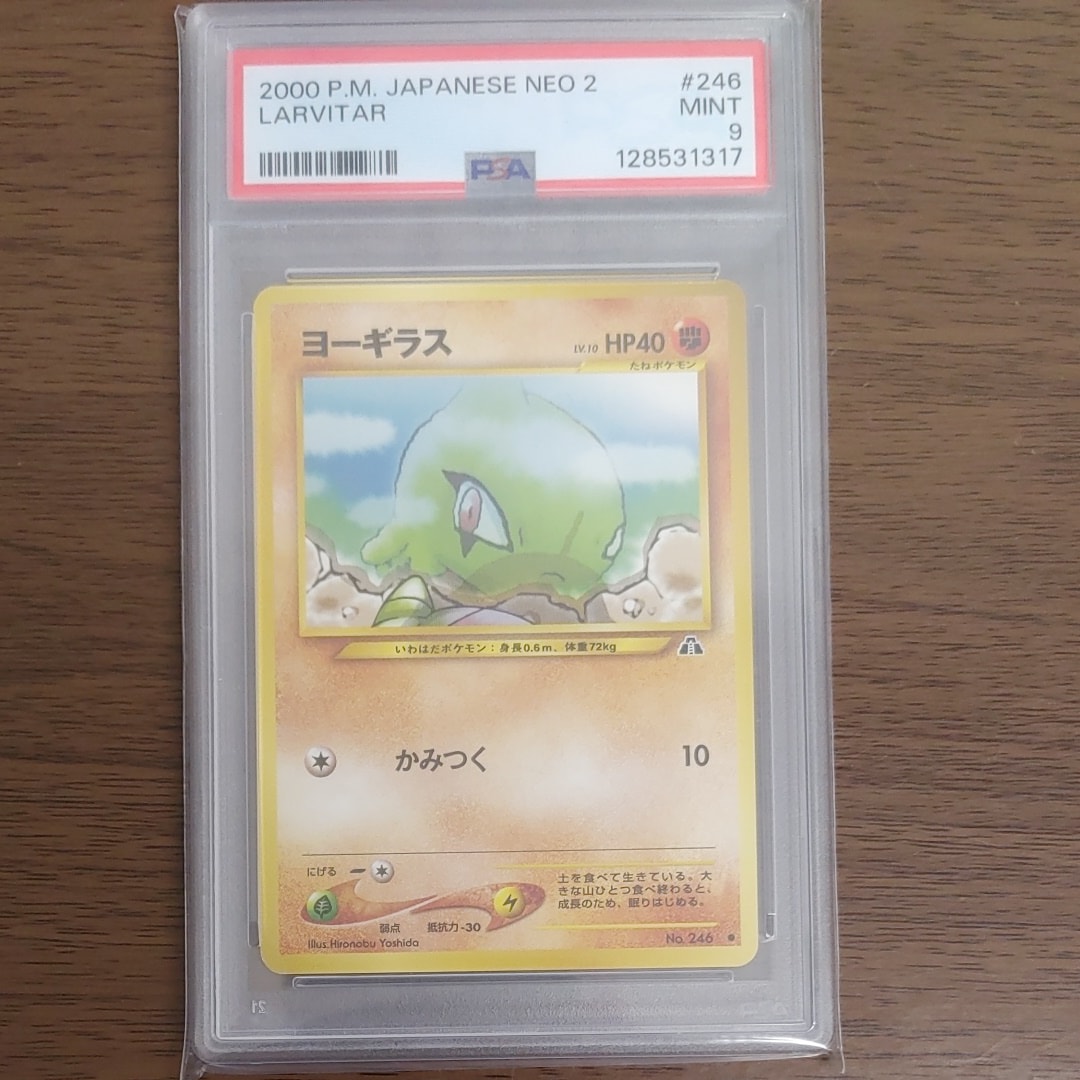 2000 P.M. JAPANESE NEO 2 #246
LARVITAR MINT
9
128531317
PSA
ヨーギラス LV.10 HP40
たねポケモン
いわはだポケモン：身長0.6m、体重72kg
かみつく 10
にげる
弱点 抵抗力-30
土を食べて生きている。大
きな山ひとつ食べ終わると、
成長のため、眠りはじめる。
Illus.Hironobu Yoshida
No. 246
21